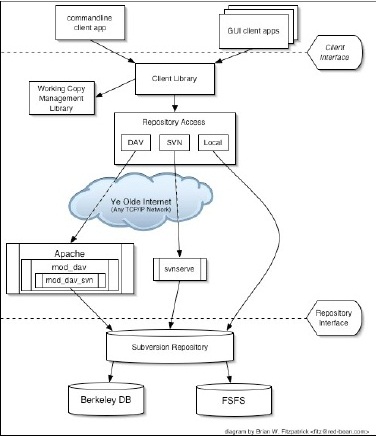 commandline
client app
GUI client apps
Client
Interface
Client Library
Working Copy
Management
Library
Repository Access
DAV
SVN
Local
Ye Olde Internet
(Any TCP/IP Network)
Apache
mod_dav
mod_dav_svn
svnserve
Repository
Interface
Subversion Repository
Berkeley DB
FSFS
diagram by Brian W. Fitzpatrick <fitz@red-bean.com>